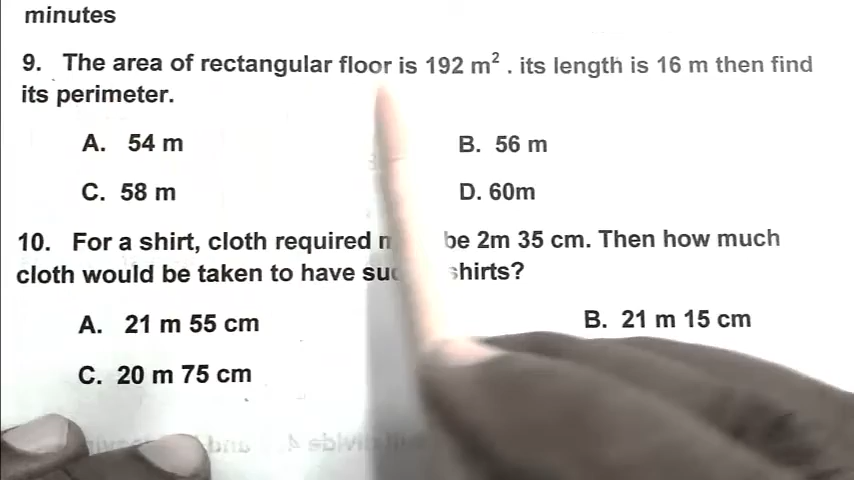 minutes
9. The area of rectangular floor is 192 m² . its length is 16 m then find
its perimeter.
A. 54 m
B. 56 m
C. 58 m
D. 60m
10. For a shirt, cloth required be 2m 35 cm. Then how much
cloth would be taken to have shirts?
A. 21 m 55 cm
B. 21 m 15 cm
C. 20 m 75 cm